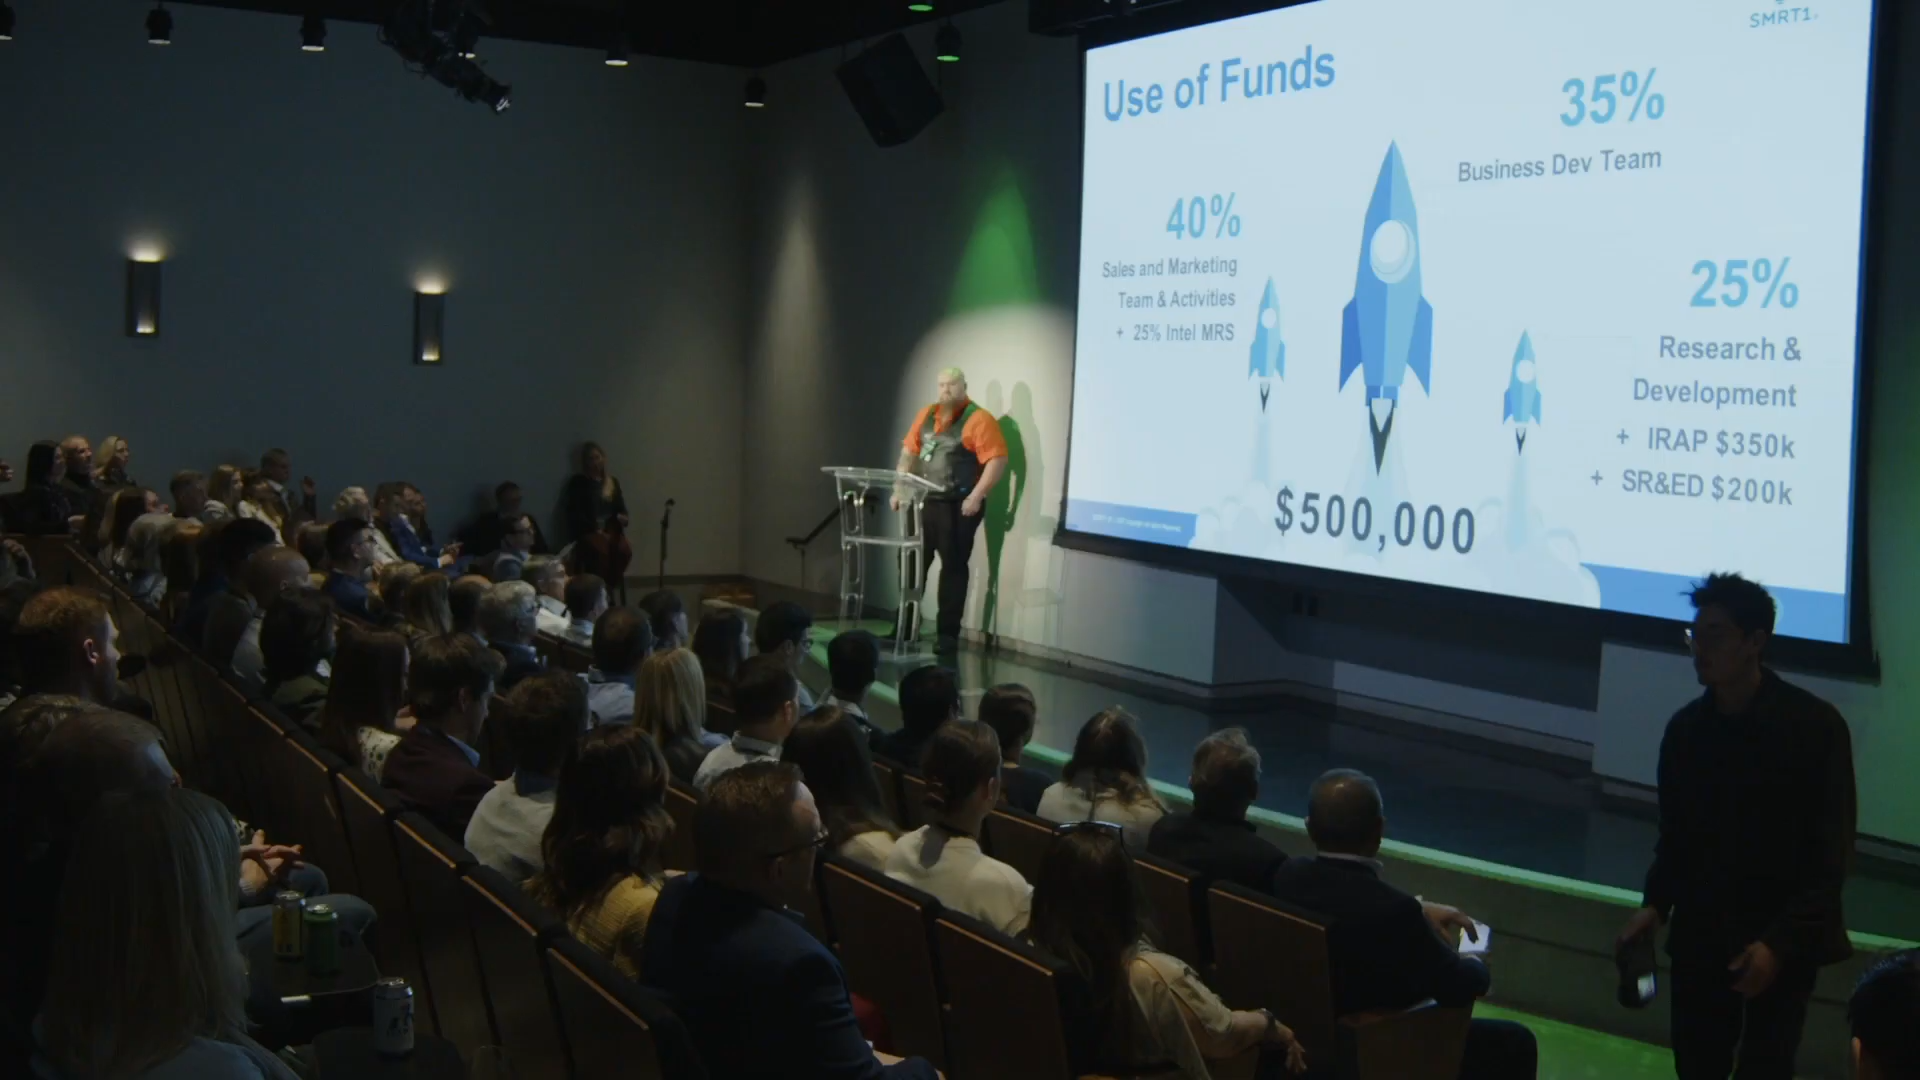 SMRT1
Use of Funds
35%
Business Dev Team
40%
Sales and Marketing
Team & Activities
+ 25% Intel MRS
25%
Research &
Development
+ IRAP $350k
+ SR&ED $200k
$500,000